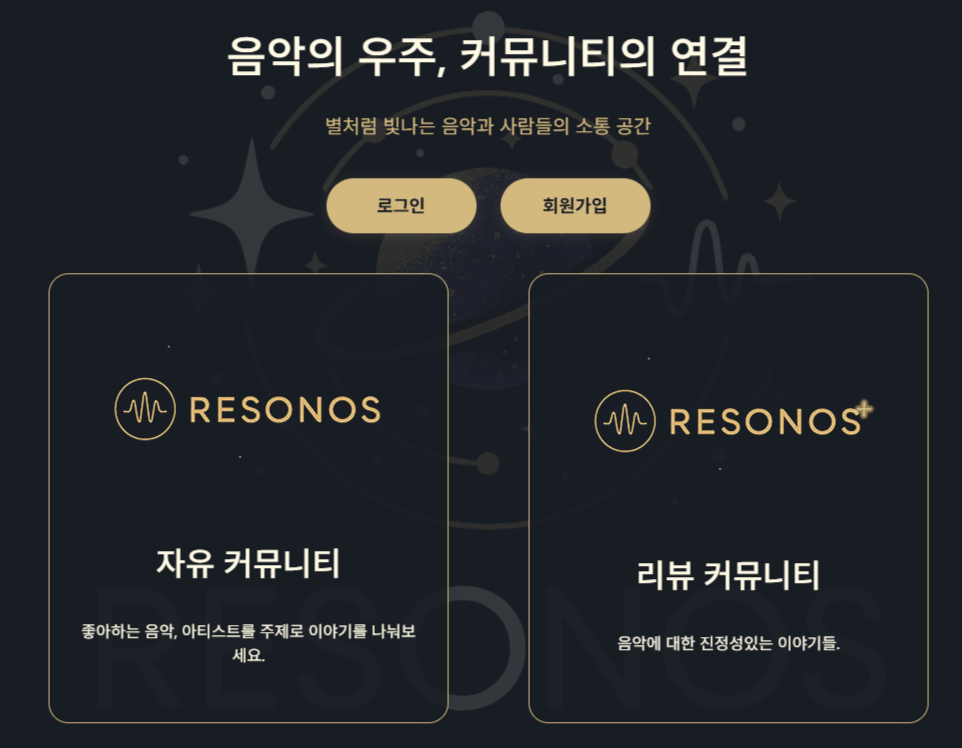 음악의 우주, 커뮤니티의 연결
별처럼 빛나는 음악과 사람들의 소통 공간
로그인
회원가입
RESONOS
자유 커뮤니티
좋아하는 음악, 아티스트를 주제로 이야기를 나눠보
세요.
RESONOS+
리뷰 커뮤니티
음악에 대한 진정성있는 이야기들.
RESONOS